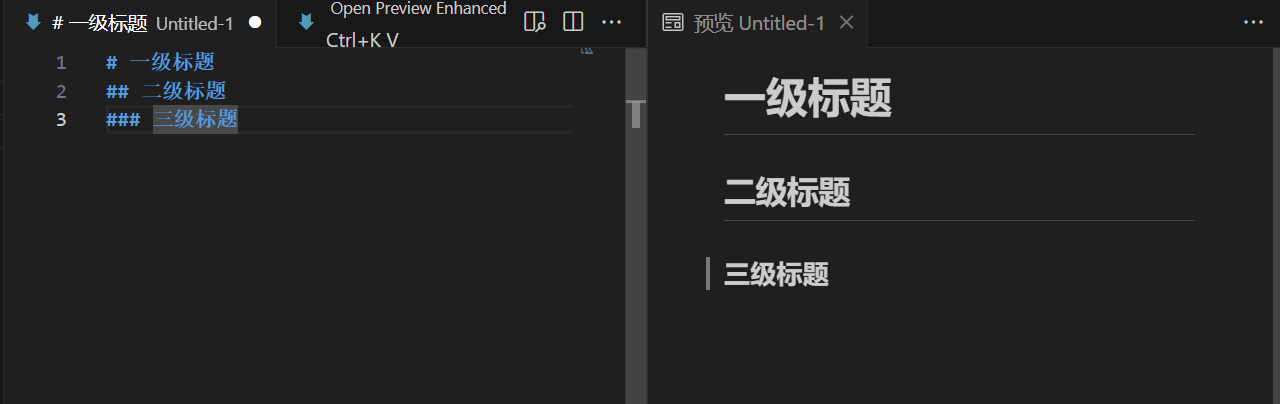 # 一级标题 Untitled-1
Open Preview Enhanced
Ctrl+K V
预览 Untitled-1
1 # 一级标题
2 ## 二级标题
3 ### 三级标题
一级标题
二级标题
三级标题